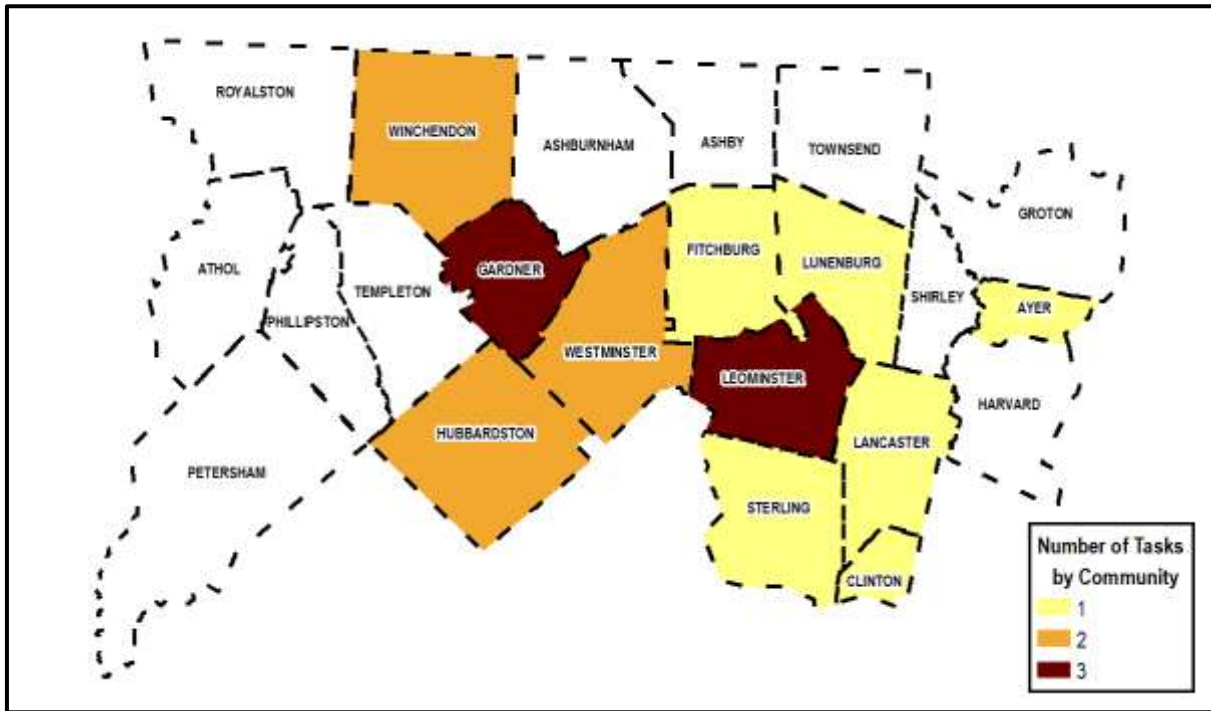 ROYALSTON
WINCHENDON
ASHBURNHAM
ASHBY
TOWNSEND
GROTON
ATHOL
PHILLIPSTON
TEMPLETON
GARDNER
WESTMINSTER
FITCHBURG
LUNENBURG
SHIRLEY
AYER
HARVARD
LEOMINSTER
LANCASTER
HUBBARDSTON
PETERSHAM
STERLING
CLINTON
Number of Tasks
by Community
1
2
3